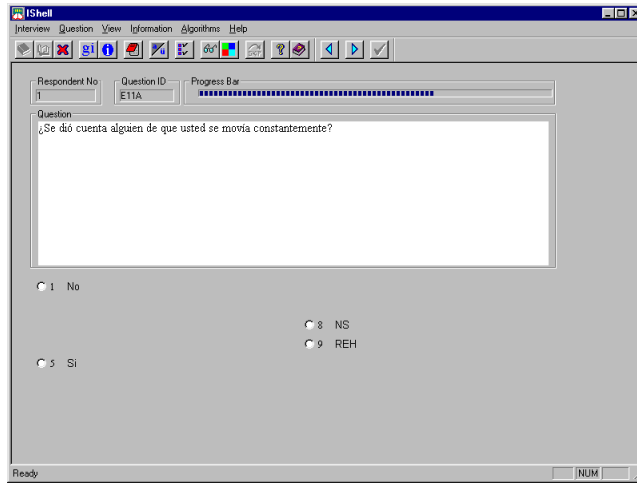 IShell
Interview Question View Information Algorithms Help
gi
Respondent No
Question ID
Progress Bar
1
E11A
Question
¿Se dió cuenta alguien de que usted se movía constantemente?
1 No
8 NS
9 REH
5 Si
Ready
NUM